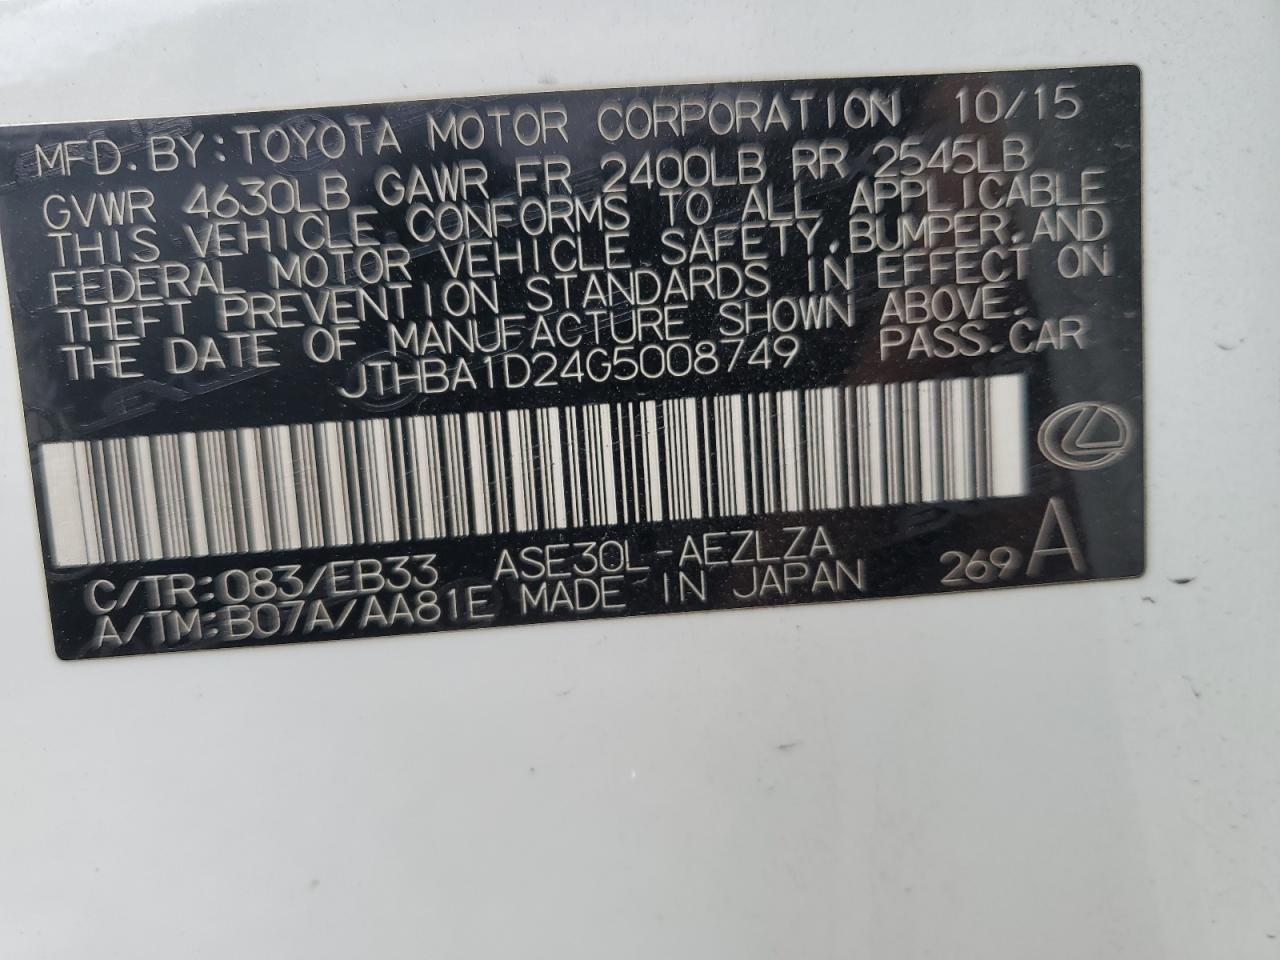 MFD. BY: TOYOTA MOTOR CORPORATION 10/15
GVWR 4630LB GAWR FR 2400LB RR 2545LB
THIS VEHICLE CONFORMS TO ALL APPLICABLE
FEDERAL MOTOR VEHICLE SAFETY, BUMPER, AND
THEFT PREVENTION STANDARDS IN EFFECT ON
THE DATE OF MANUFACTURE SHOWN ABOVE.
JTHBA1D24G5008749 PASS. CAR
C/TR: 083/EB33 ASE30L-AEZLZA
A/TM: B07A/AA81E MADE IN JAPAN 269 A